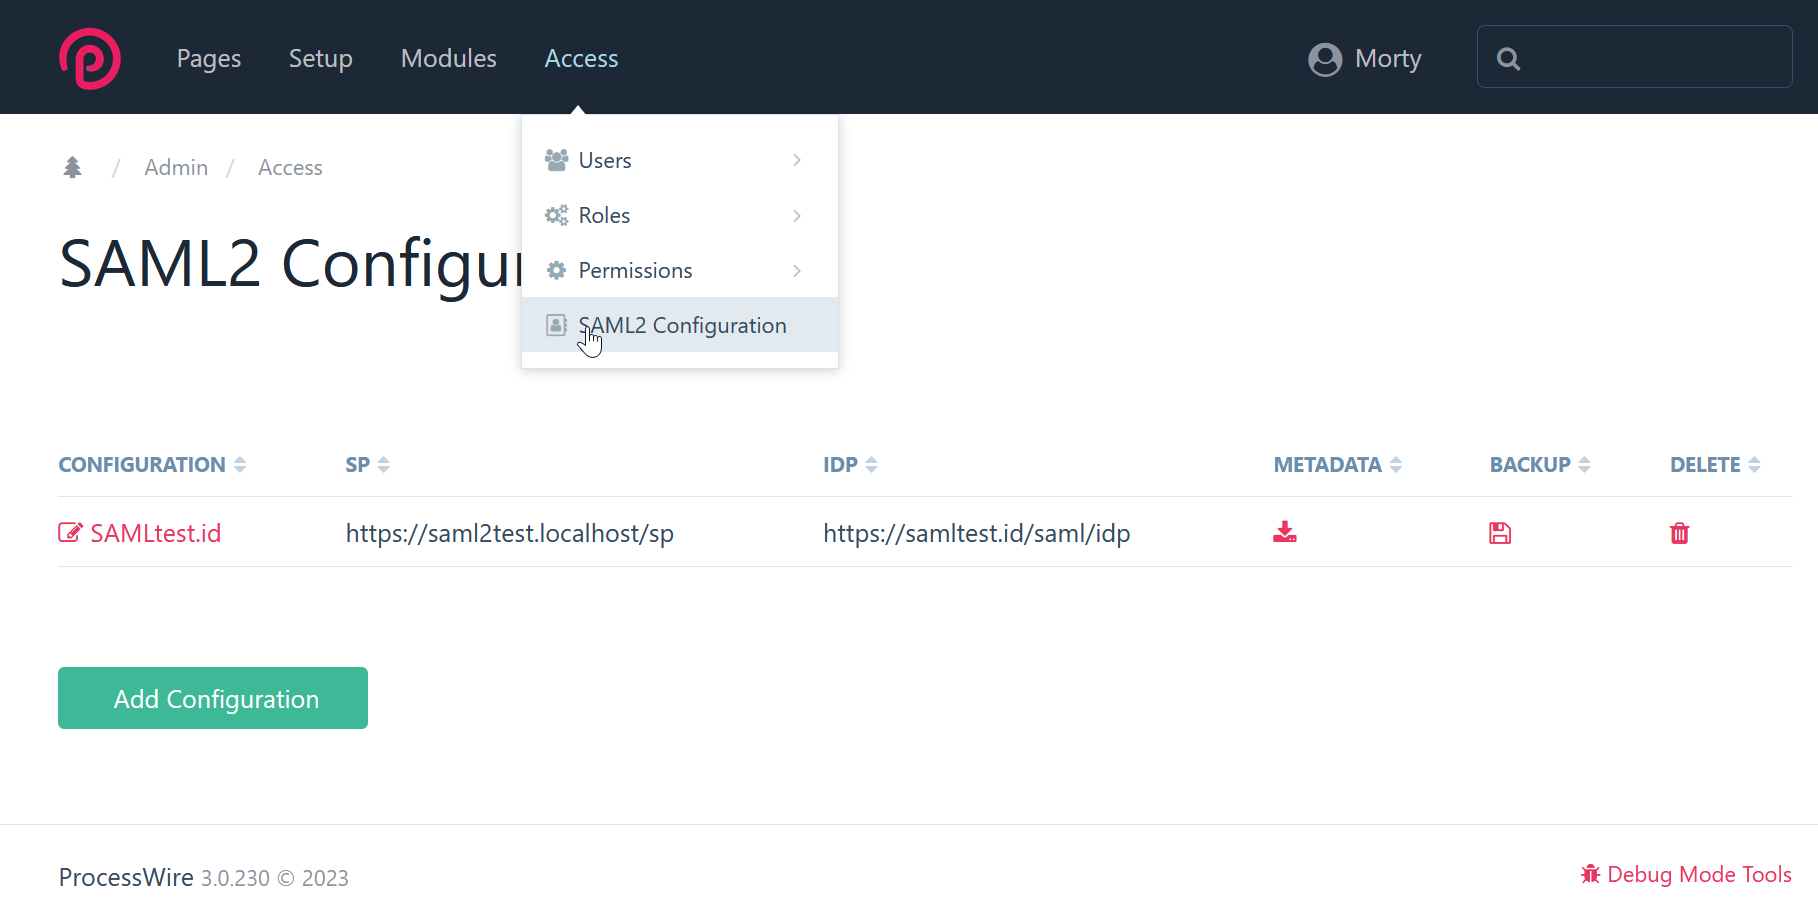 Pages Setup Modules Access Morty
Users
Admin / Access
Roles
SAML2 Configur
Permissions
SAML2 Configuration
CONFIGURATION SP IDP METADATA BACKUP DELETE
SAMLtest.id https://saml2test.localhost/sp https://samltest.id/saml/idp
Add Configuration
ProcessWire 3.0.230 © 2023 Debug Mode Tools